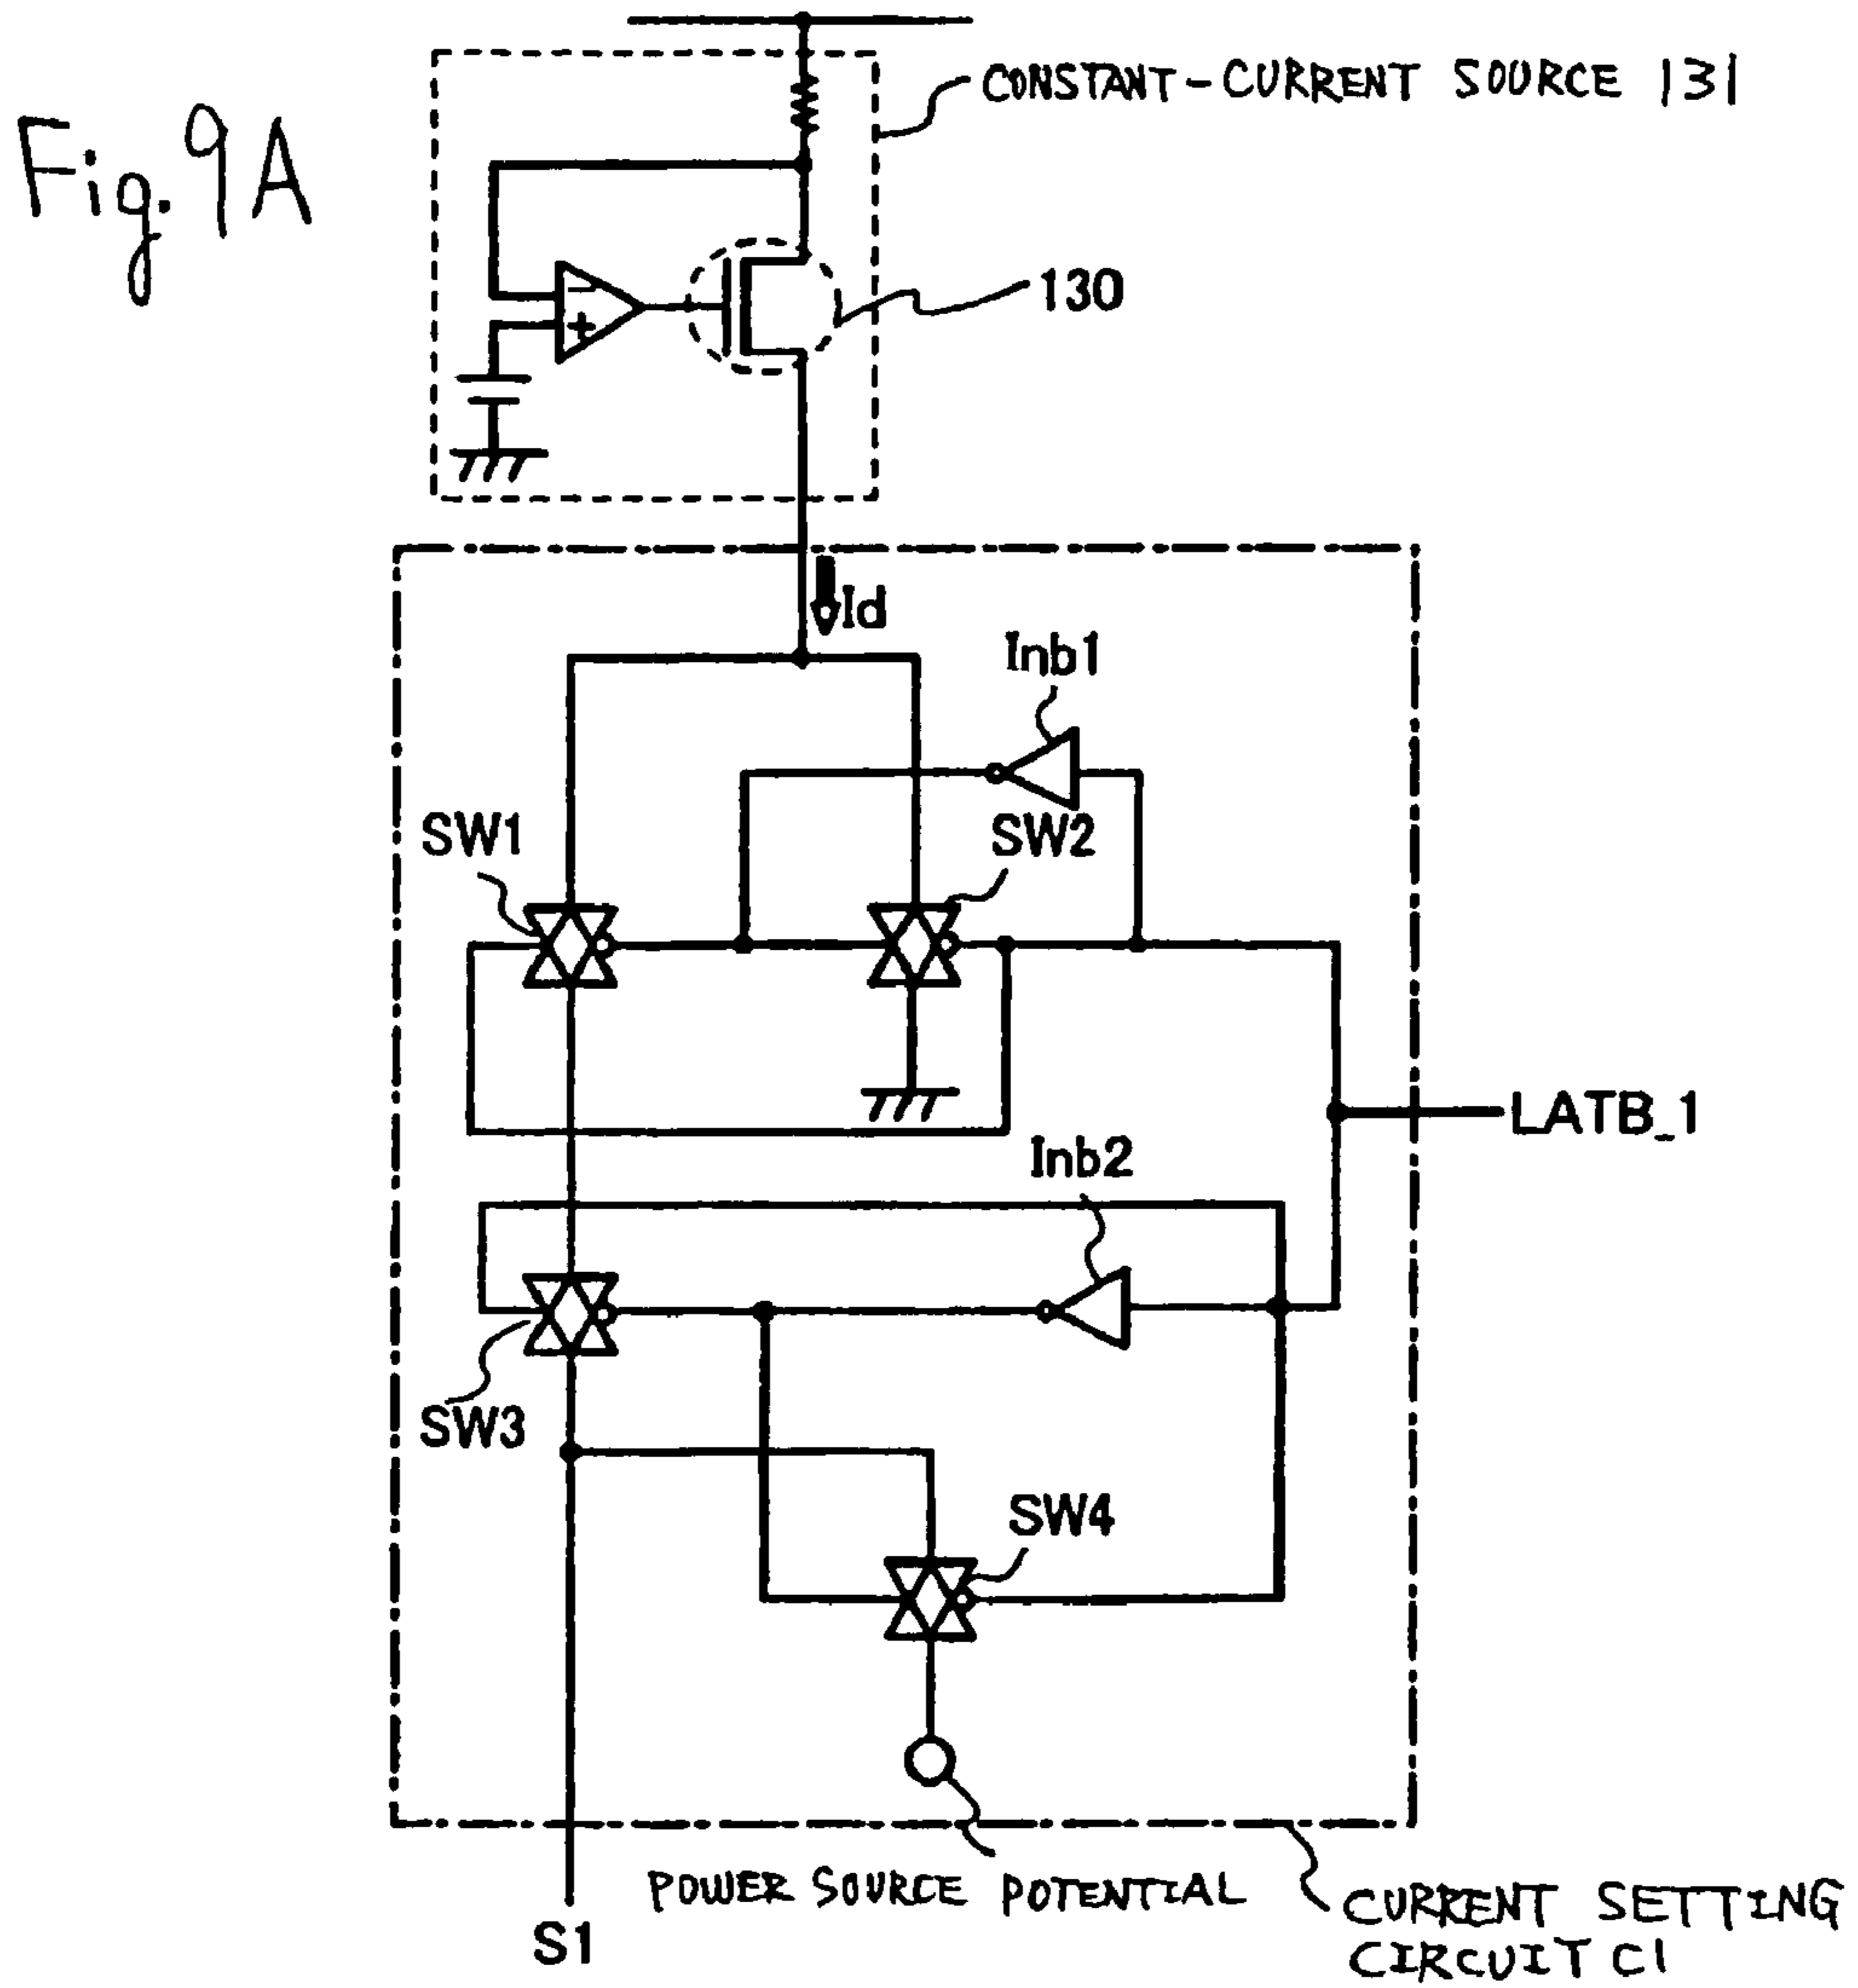 Fig. 9A
CONSTANT-CURRENT SOURCE 131
130
−
+
Id
Inb1
SW1
SW2
LATB_1
Inb2
SW3
SW4
POWER SOURCE POTENTIAL
S1
CURRENT SETTING
CIRCUIT C1